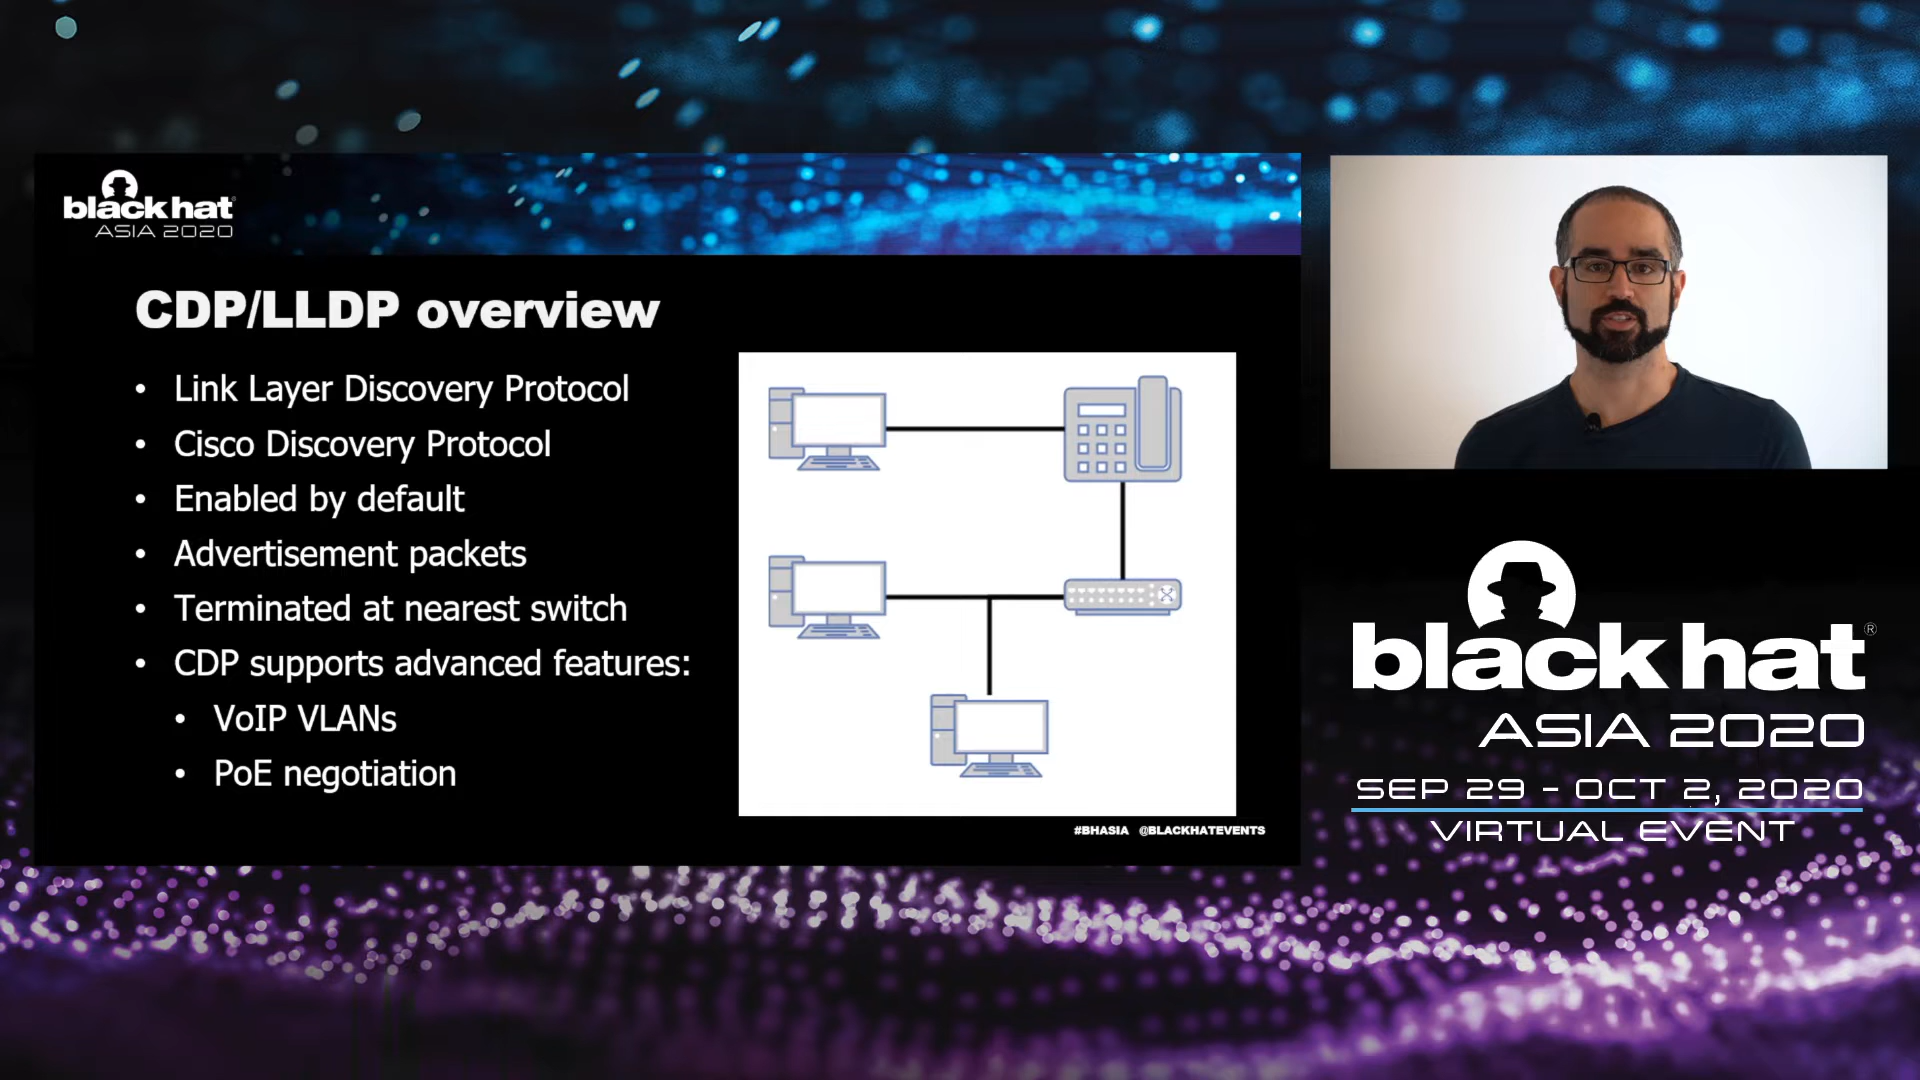 black hat
ASIA 2020
CDP/LLDP overview
• Link Layer Discovery Protocol
• Cisco Discovery Protocol
• Enabled by default
• Advertisement packets
• Terminated at nearest switch
• CDP supports advanced features:
• VoIP VLANs
• PoE negotiation
#BHASIA @BLACKHATEVENTS
black hat®
ASIA 2020
SEP 29 - OCT 2, 2020
VIRTUAL EVENT